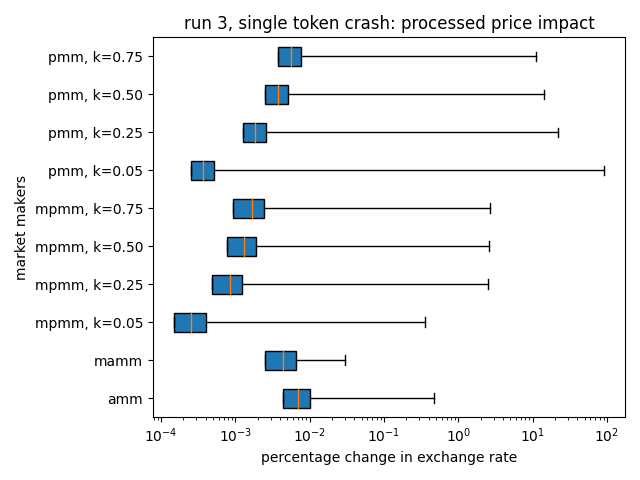 run 3, single token crash: processed price impact
market makers
pmm, k=0.75
pmm, k=0.50
pmm, k=0.25
pmm, k=0.05
mpmm, k=0.75
mpmm, k=0.50
mpmm, k=0.25
mpmm, k=0.05
mamm
amm
10⁻⁴ 10⁻³ 10⁻² 10⁻¹ 10⁰ 10¹ 10²
percentage change in exchange rate